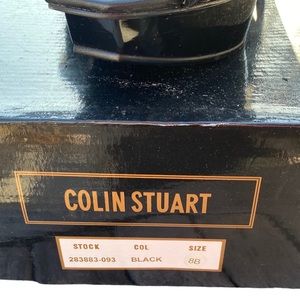 COLIN STUART
STOCK COL SIZE
283883-093 BLACK 8B